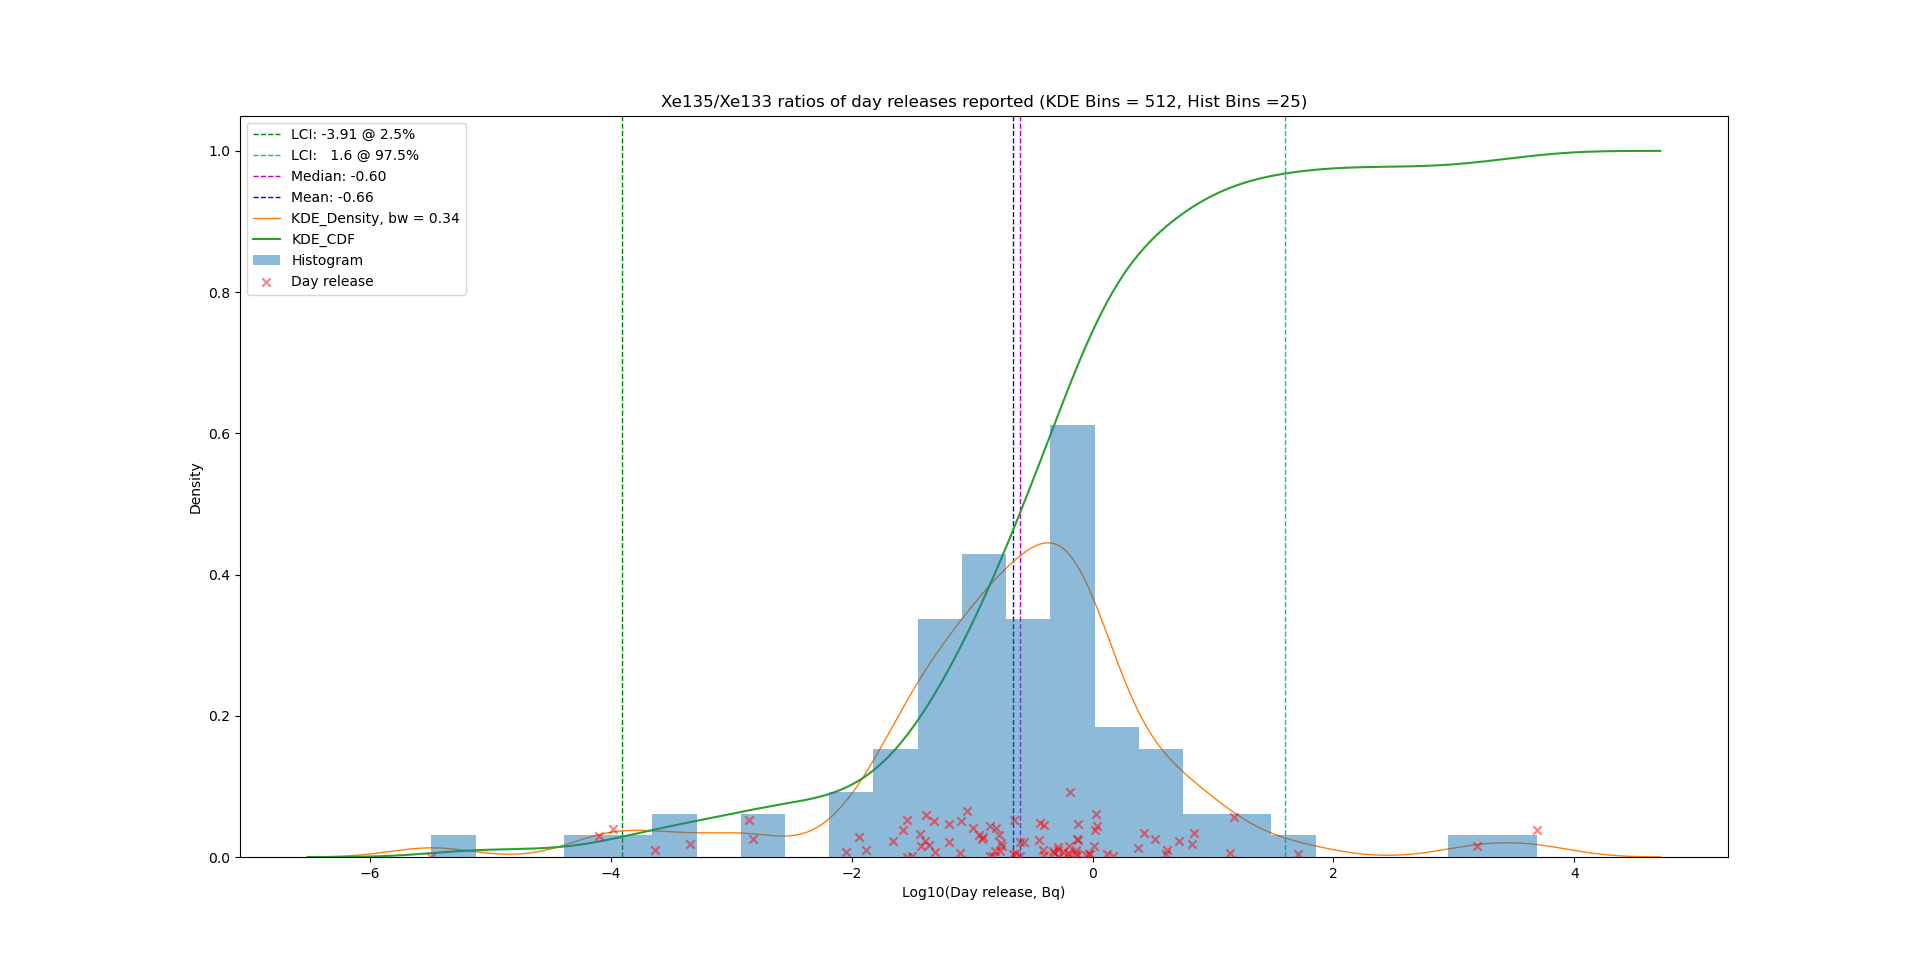 Xe135/Xe133 ratios of day releases reported (KDE Bins = 512, Hist Bins =25)
LCI: -3.91 @ 2.5%
LCI:   1.6 @ 97.5%
Median: -0.60
Mean: -0.66
KDE_Density, bw = 0.34
KDE_CDF
Histogram
Day release
1.0
0.8
0.6
0.4
0.2
0.0
Density
−6
−4
−2
0
2
4
Log10(Day release, Bq)